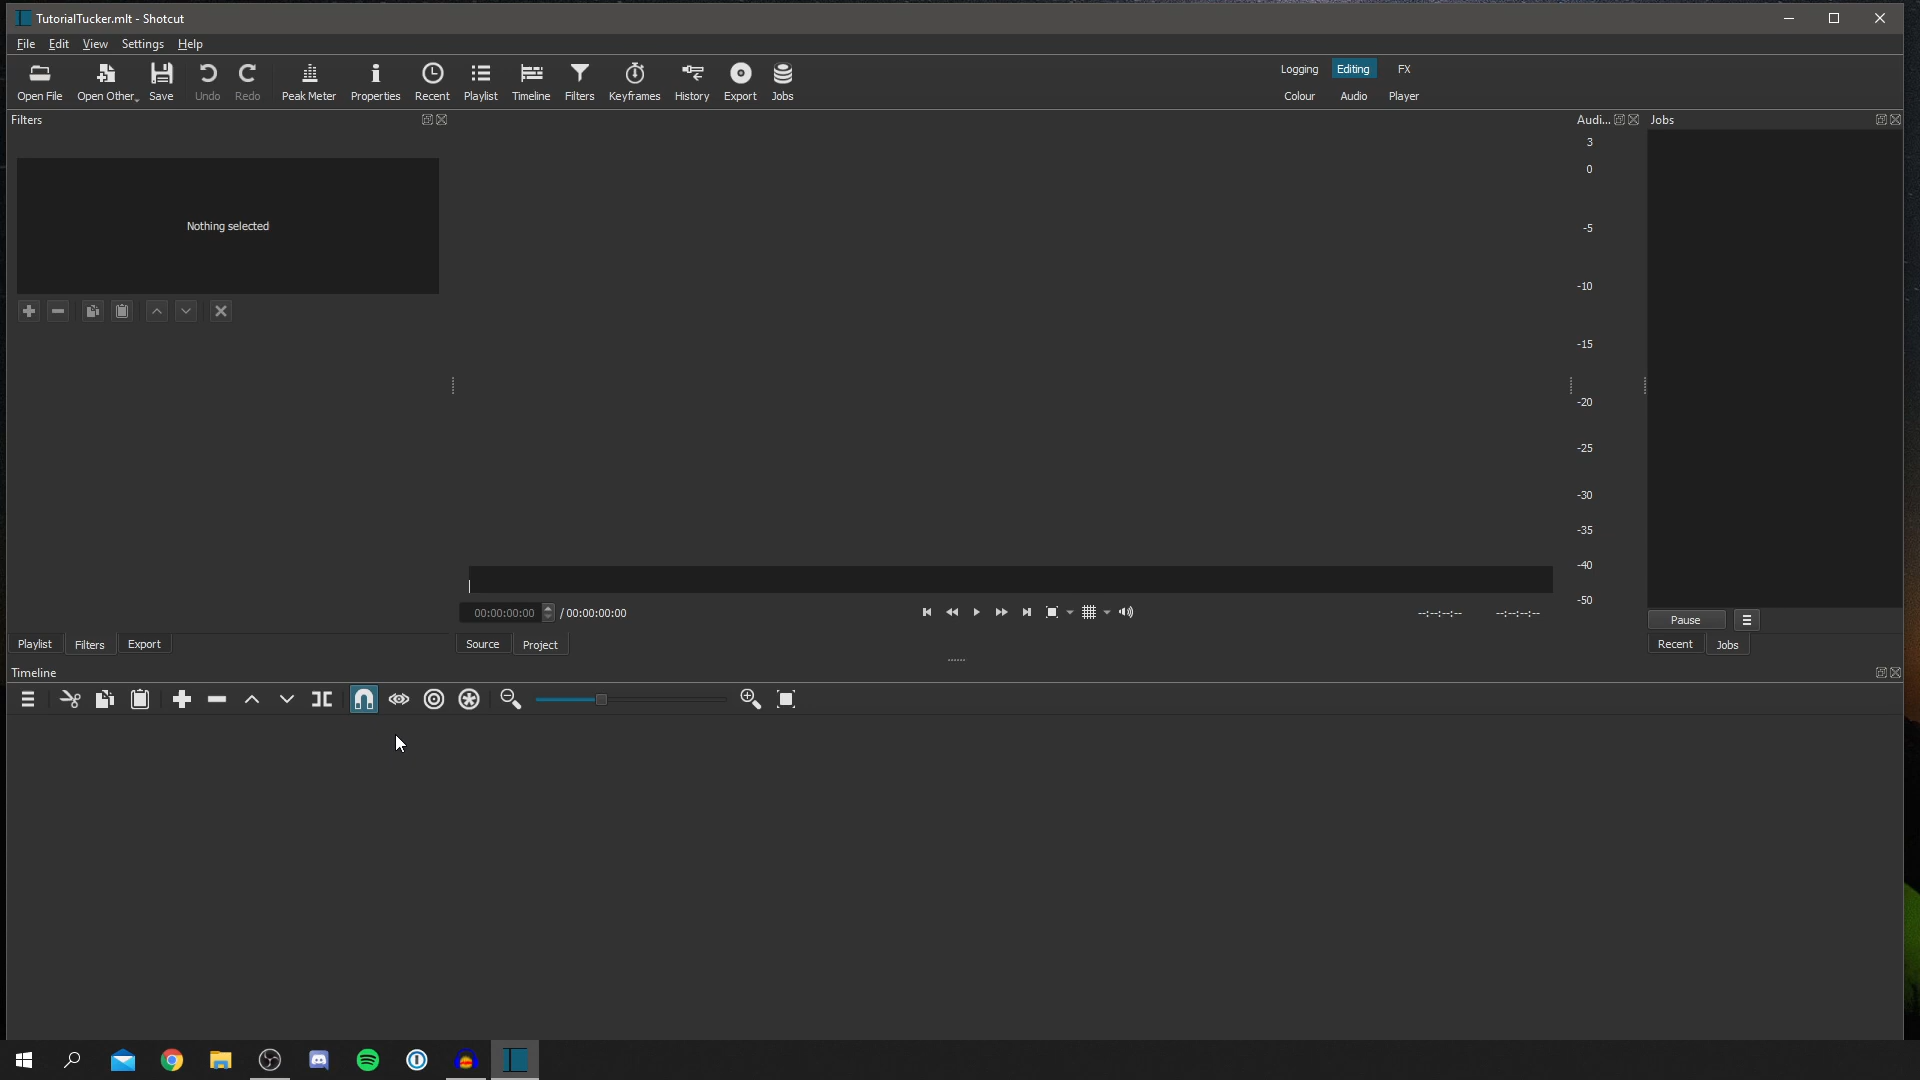 TutorialTucker.mlt - Shotcut
File Edit View Settings Help
Open File Open Other Save Undo Redo Peak Meter Properties Recent Playlist Timeline Filters Keyframes History Export Jobs
Logging Editing FX
Colour Audio Player
Filters
Nothing selected
Audi...
Jobs
3
0
-5
-10
-15
-20
-25
-30
-35
-40
-50
00:00:00:00 / 00:00:00:00
--:--:--:-- --:--:--:--
Pause
Playlist Filters Export
Source Project
Recent Jobs
Timeline